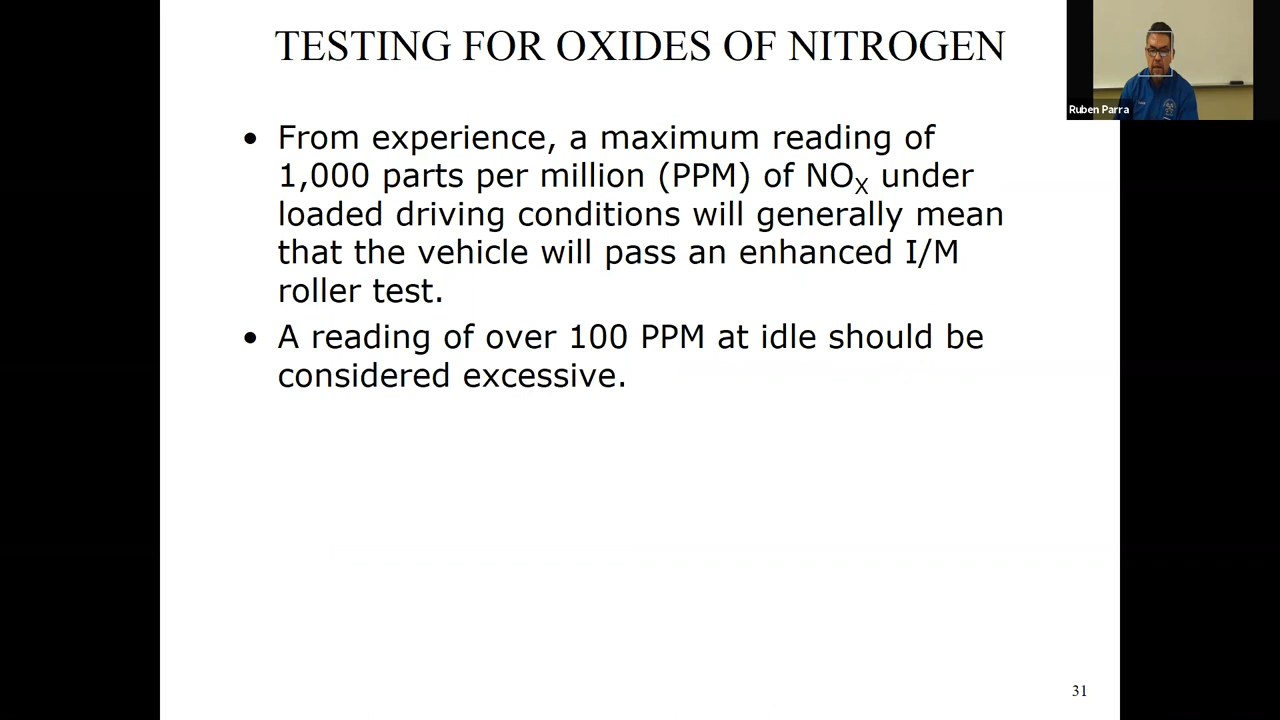 TESTING FOR OXIDES OF NITROGEN
Ruben Parra
• From experience, a maximum reading of
1,000 parts per million (PPM) of NOX under
loaded driving conditions will generally mean
that the vehicle will pass an enhanced I/M
roller test.
• A reading of over 100 PPM at idle should be
considered excessive.
31